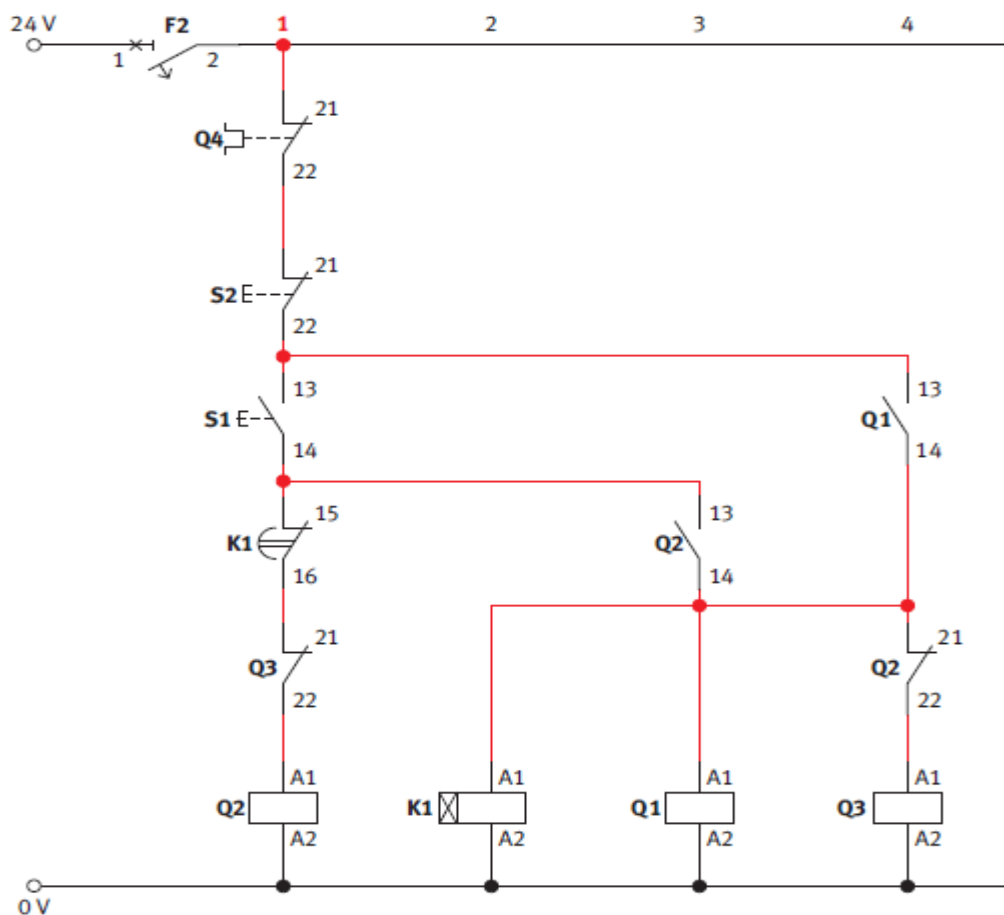 24 V F2 1 2 3 4
1 2
21
Q4
22
21
S2
22
13 13
S1 Q1
14 14
15 13
K1 Q2
16 14
21 21
Q3 Q2
22 22
A1 A1 A1 A1
Q2 K1 Q1 Q3
A2 A2 A2 A2
0 V